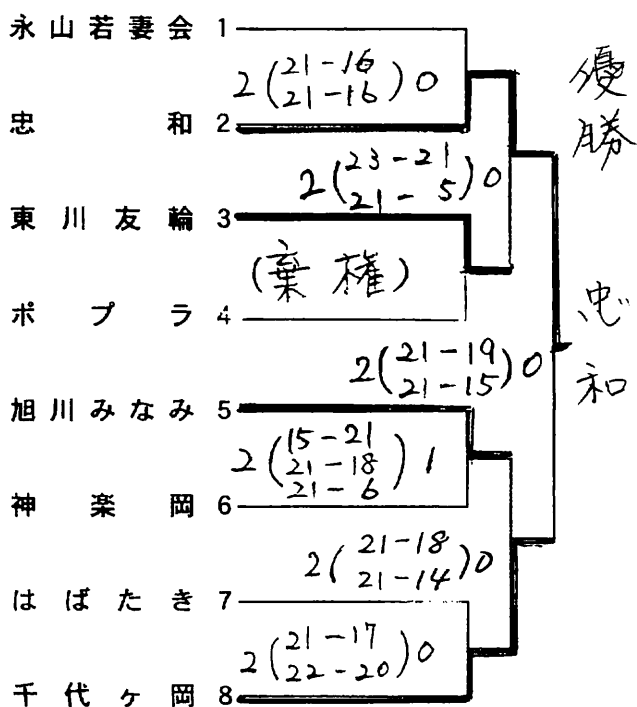 永山若妻会 1
2(21-16 21-16)0
忠和 2
2(23-21 21-5)0
東川友輪 3
(棄権)
ポプラ 4
2(21-19 21-15)0
旭川みなみ 5
2(15-21 21-18 21-6)1
神楽岡 6
2(21-18 21-14)0
はばたき 7
2(21-17 22-20)0
千代ヶ岡 8
優勝
忠和